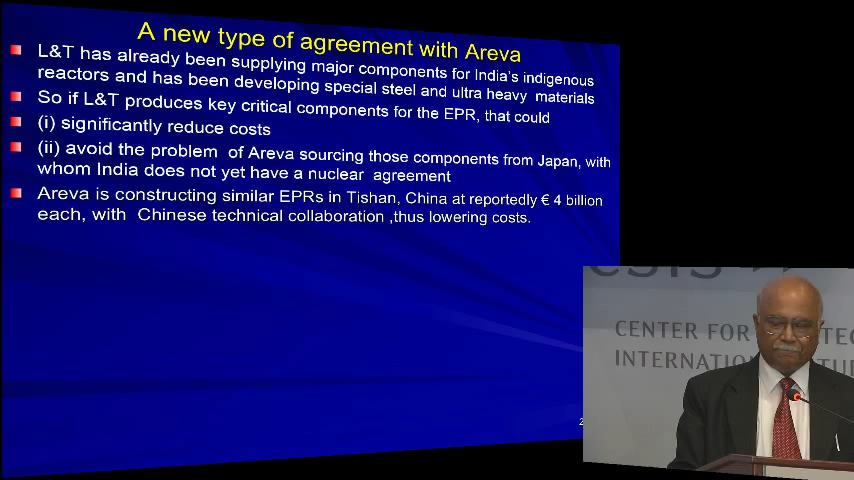 A new type of agreement with Areva
L&T has already been supplying major components for India's indigenous
reactors and has been developing special steel and ultra heavy materials
So if L&T produces key critical components for the EPR, that could
(i) significantly reduce costs
(ii) avoid the problem of Areva sourcing those components from Japan, with
whom India does not yet have a nuclear agreement
Areva is constructing similar EPRs in Tishan, China at reportedly € 4 billion
each, with Chinese technical collaboration ,thus lowering costs.
CSIS
CENTER FOR
INTERNATIONAL